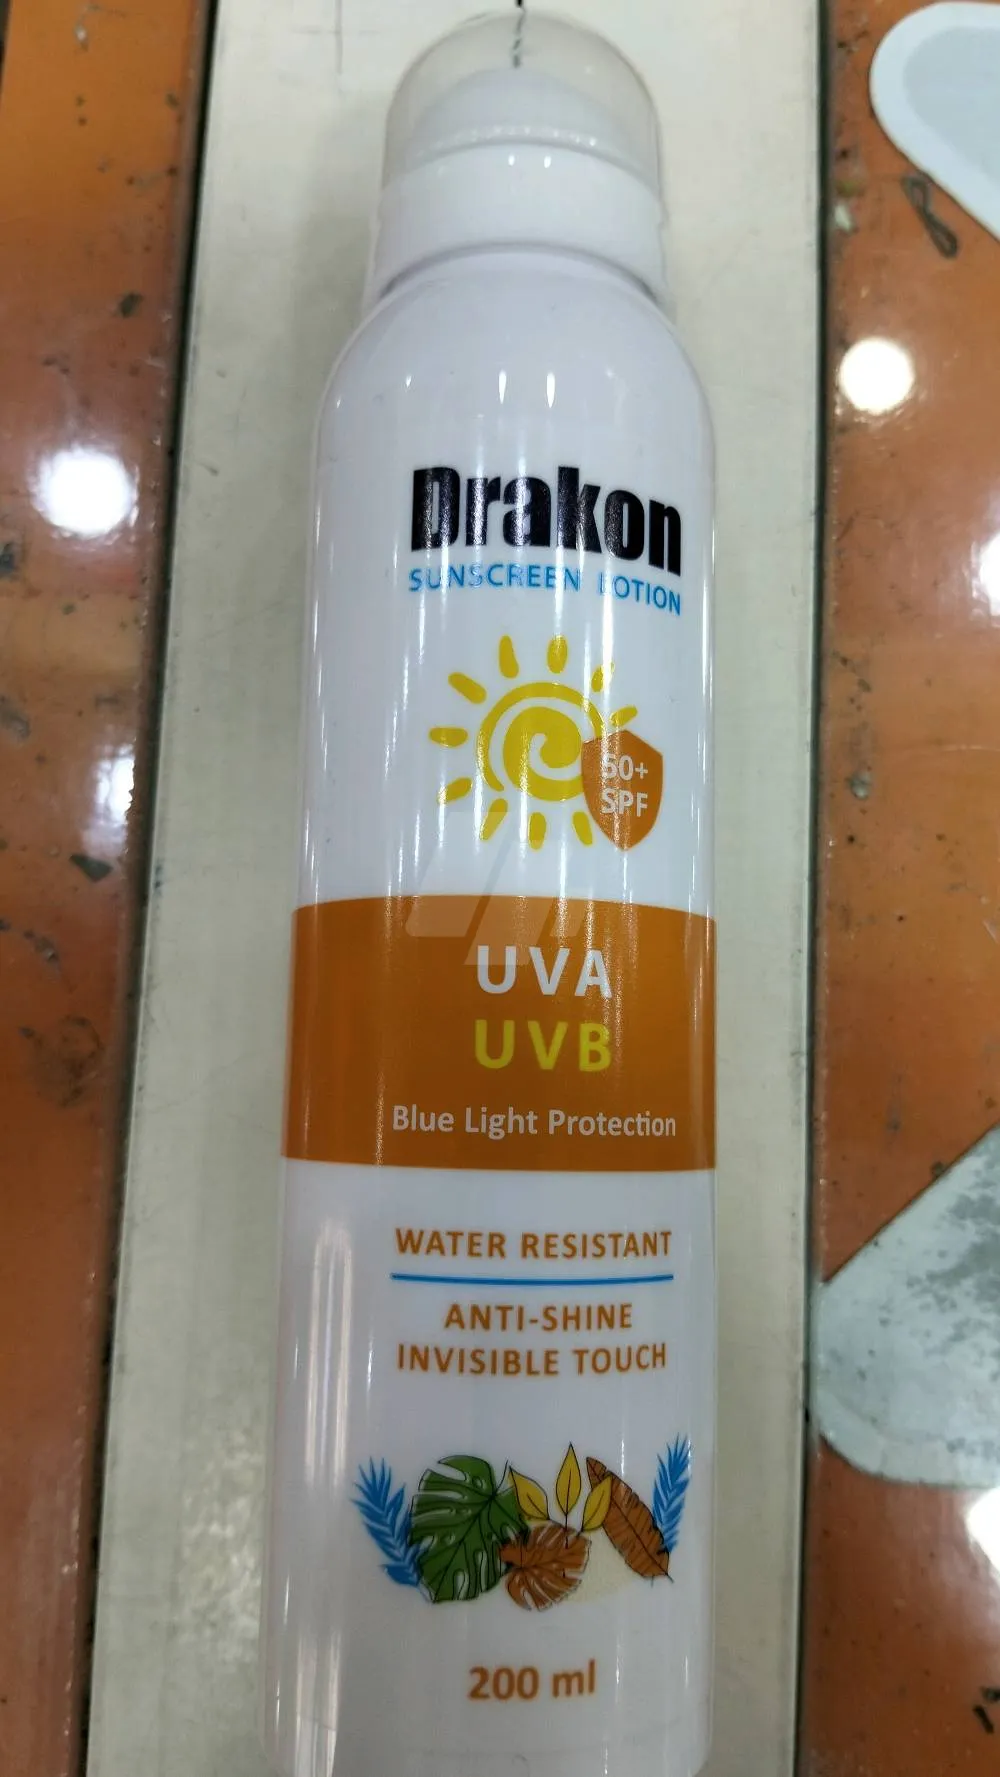 Drakon
SUNSCREEN LOTION
50+
SPF
UVA
UVB
Blue Light Protection
WATER RESISTANT
ANTI-SHINE
INVISIBLE TOUCH
200 ml